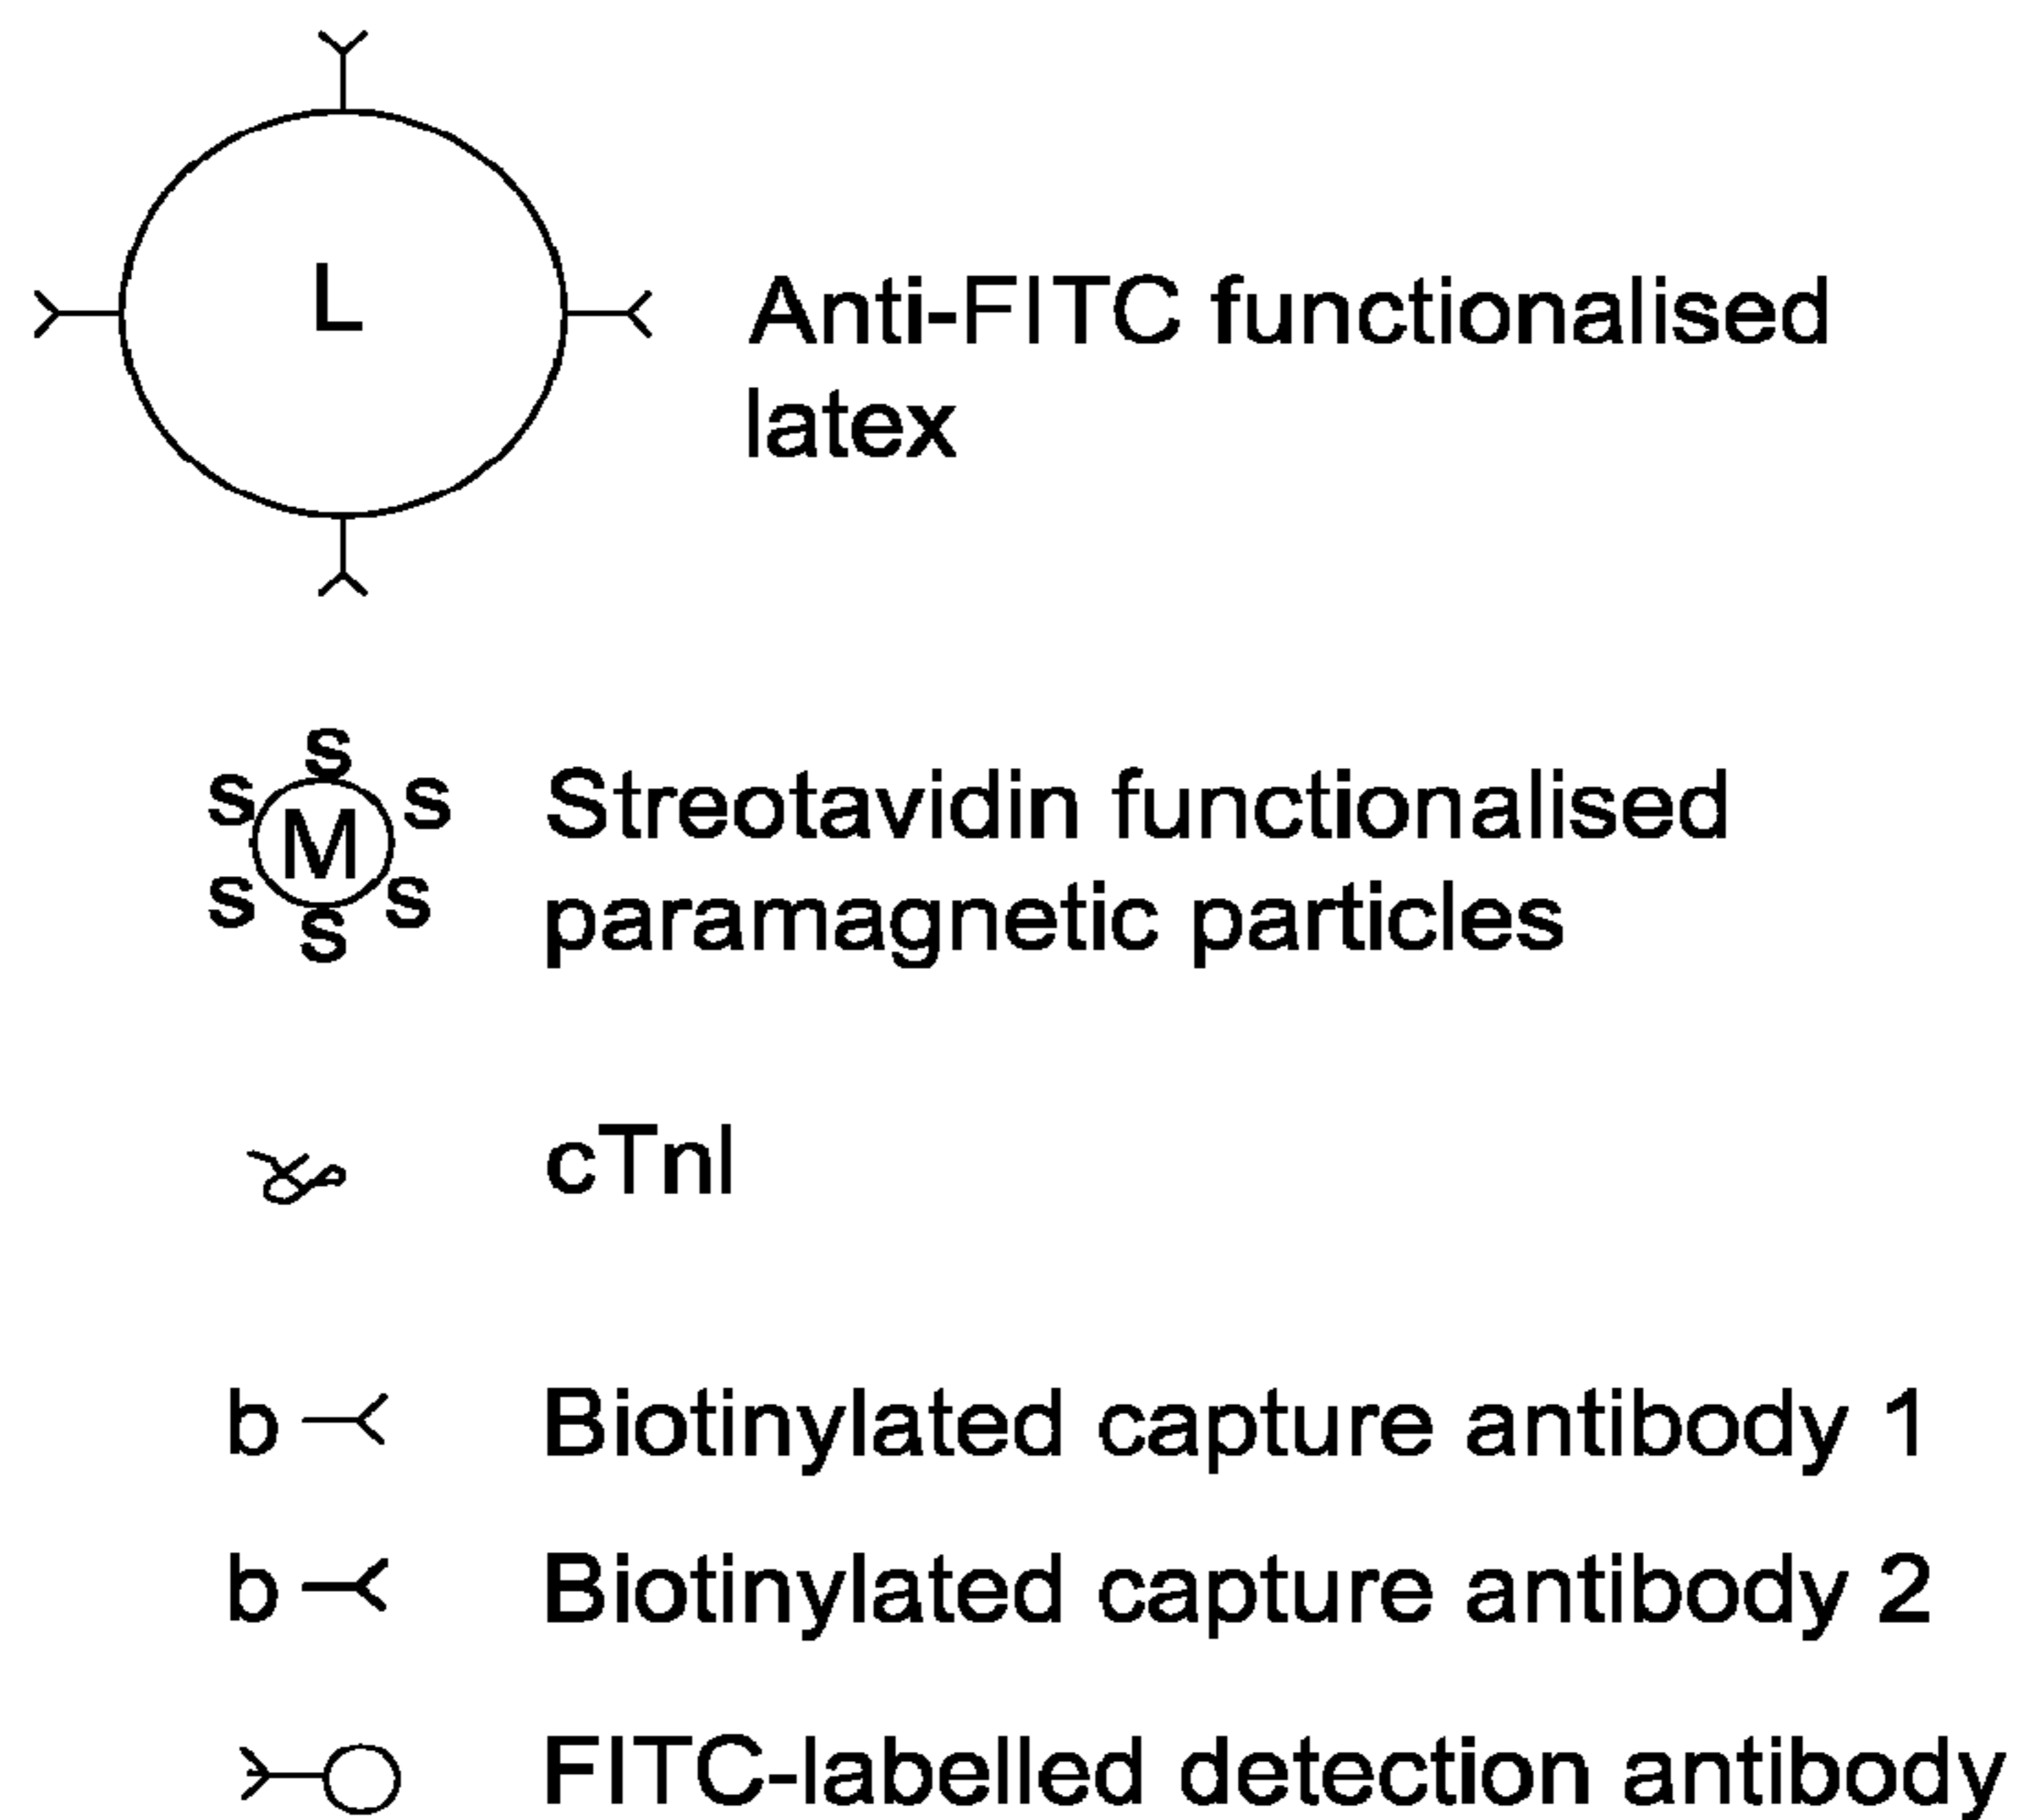 L
Anti-FITC functionalised
latex
s
s s
M
s s
s
Streotavidin functionalised
paramagnetic particles
cTnI
b Biotinylated capture antibody 1
b Biotinylated capture antibody 2
FITC-labelled detection antibody